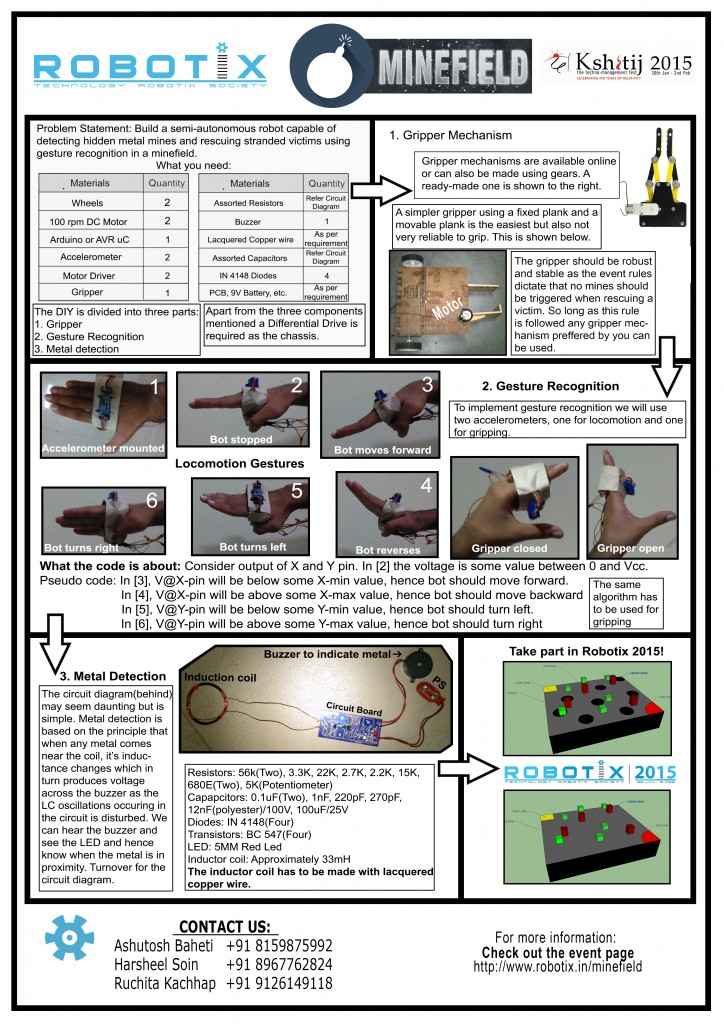 ROBOTIX
TECHNOLOGY ROBOTIX SOCIETY
MINEFIELD
Kshitij 2015
the techno-management fest
30th Jan - 2nd Feb
Problem Statement: Build a semi-autonomous robot capable of
detecting hidden metal mines and rescuing stranded victims using
gesture recognition in a minefield.
What you need:
Materials Quantity
Wheels 2
100 rpm DC Motor 2
Arduino or AVR uC 1
Accelerometer 2
Motor Driver 2
Gripper 1
Materials Quantity
Assorted Resistors Refer Circuit Diagram
Buzzer 1
Lacquered Copper wire As per requirement
Assorted Capacitors Refer Circuit Diagram
IN 4148 Diodes 4
PCB, 9V Battery, etc. As per requirement
The DIY is divided into three parts:
1. Gripper
2. Gesture Recognition
3. Metal detection
Apart from the three components
mentioned a Differential Drive is
required as the chassis.
1. Gripper Mechanism
Gripper mechanisms are available online
or can also be made using gears. A
ready-made one is shown to the right.
A simpler gripper using a fixed plank and a
movable plank is the easiest but also not
very reliable to grip. This is shown below.
Motor
The gripper should be robust
and stable as the event rules
dictate that no mines should
be triggered when rescuing a
victim. So long as this rule
is followed any gripper mec-
hanism preffered by you can
be used.
1
Accelerometer mounted
2
Bot stopped
3
Bot moves forward
Locomotion Gestures
6
Bot turns right
5
Bot turns left
4
Bot reverses
2. Gesture Recognition
To implement gesture recognition we will use
two accelerometers, one for locomotion and one
for gripping.
Gripper closed
Gripper open
What the code is about: Consider output of X and Y pin. In [2] the voltage is some value between 0 and Vcc.
Pseudo code: In [3], V@X-pin will be below some X-min value, hence bot should move forward.
In [4], V@X-pin will be above some X-max value, hence bot should move backward
In [5], V@Y-pin will be below some Y-min value, hence bot should turn left.
In [6], V@Y-pin will be above some Y-max value, hence bot should turn right
The same
algorithm has
to be used for
gripping
3. Metal Detection
The circuit diagram(behind)
may seem daunting but is
simple. Metal detection is
based on the principle that
when any metal comes
near the coil, it's induc-
tance changes which in
turn produces voltage
across the buzzer as the
LC oscillations occuring in
the circuit is disturbed. We
can hear the buzzer and
see the LED and hence
know when the metal is in
proximity. Turnover for the
circuit diagram.
Buzzer to indicate metal
Induction coil
PS
Circuit Board
Resistors: 56k(Two), 3.3K, 22K, 2.7K, 2.2K, 15K,
680E(Two), 5K(Potentiometer)
Capapcitors: 0.1uF(Two), 1nF, 220pF, 270pF,
12nF(polyester)/100V, 100uF/25V
Diodes: IN 4148(Four)
Transistors: BC 547(Four)
LED: 5MM Red Led
Inductor coil: Approximately 33mH
The inductor coil has to be made with lacquered
copper wire.
Take part in Robotix 2015!
ROBOTIX 2015
CONTACT US:
Ashutosh Baheti +91 8159875992
Harsheel Soin +91 8967762824
Ruchita Kachhap +91 9126149118
For more information:
Check out the event page
http://www.robotix.in/minefield